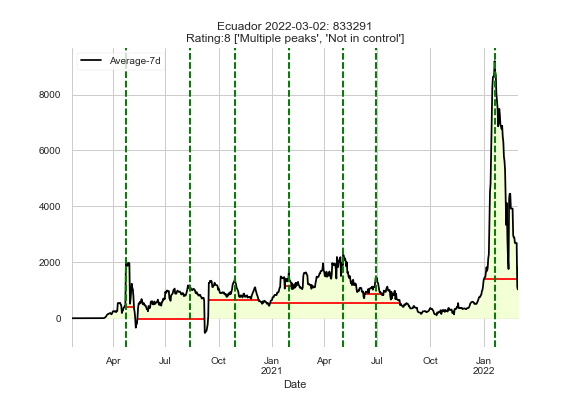 Ecuador 2022-03-02: 833291
Rating:8 ['Multiple peaks', 'Not in control']
Average-7d
8000
6000
4000
2000
0
Apr
Jul
Oct
Jan
2021
Apr
Jul
Oct
Jan
2022
Date